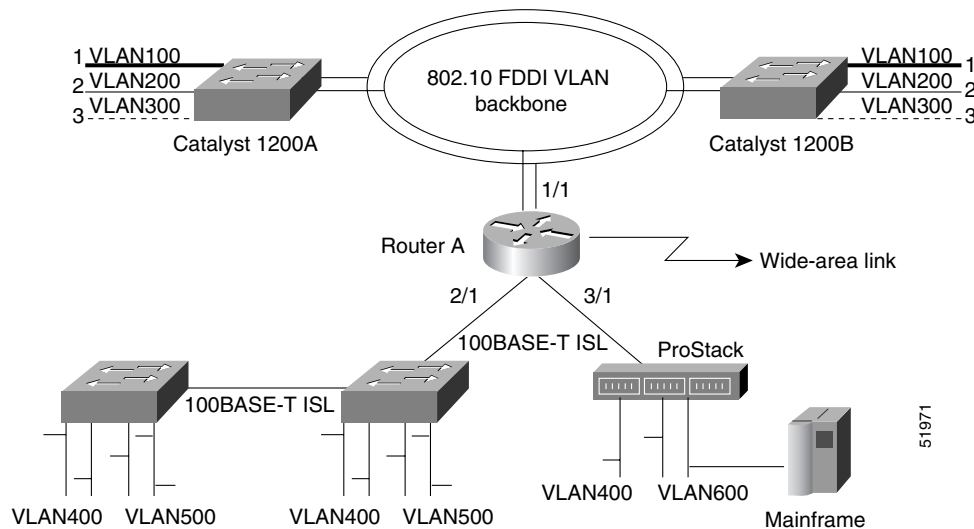 1 VLAN100
2 VLAN200
3 VLAN300
Catalyst 1200A
802.10 FDDI VLAN
backbone
VLAN100 1
VLAN200 2
VLAN300 3
Catalyst 1200B
1/1
Router A
Wide-area link
2/1
3/1
100BASE-T ISL
ProStack
100BASE-T ISL
VLAN400
VLAN500
VLAN400
VLAN500
VLAN400
VLAN600
Mainframe
51971